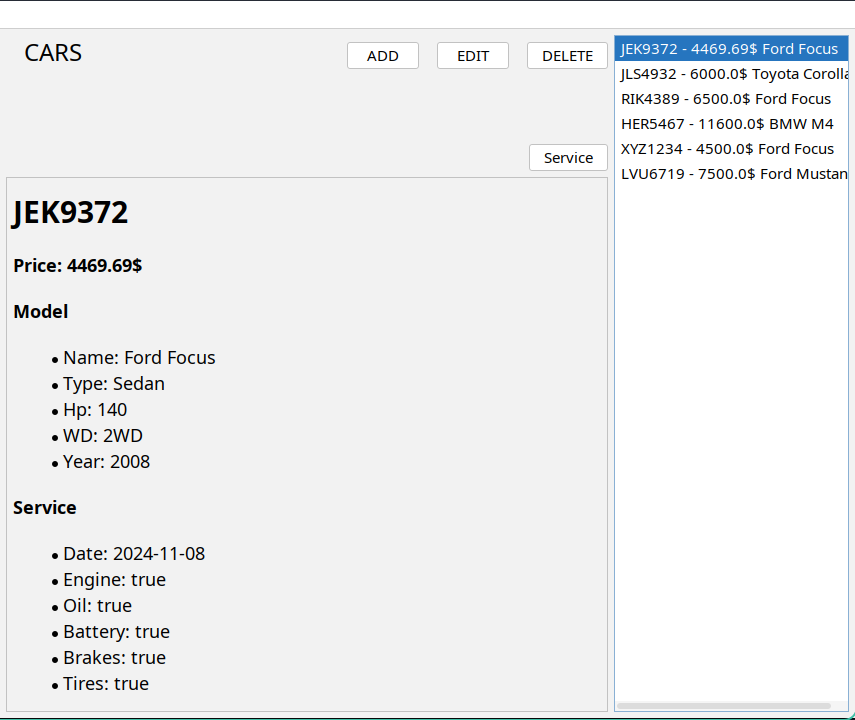 CARS
ADD
EDIT
DELETE
Service
JEK9372
Price: 4469.69$
Model
Name: Ford Focus
Type: Sedan
Hp: 140
WD: 2WD
Year: 2008
Service
Date: 2024-11-08
Engine: true
Oil: true
Battery: true
Brakes: true
Tires: true
JEK9372 - 4469.69$ Ford Focus
JLS4932 - 6000.0$ Toyota Corolla
RIK4389 - 6500.0$ Ford Focus
HER5467 - 11600.0$ BMW M4
XYZ1234 - 4500.0$ Ford Focus
LVU6719 - 7500.0$ Ford Mustan